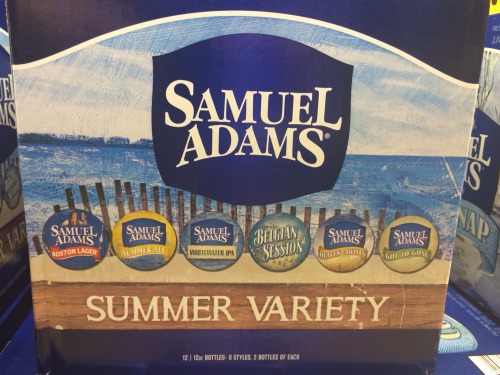 SAMUEL
ADAMS®
SAMUEL
ADAMS
BOSTON LAGER
SAMUEL
ADAMS
SUMMER ALE
SAMUEL
ADAMS
WHITEWATER IPA
BELGIAN
SESSION
SAMUEL
ADAMS
SAMUEL
ADAMS
GOT TO GOSE
SUMMER VARIETY
12 | 12oz BOTTLES- 6 STYLES, 2 BOTTLES OF EACH